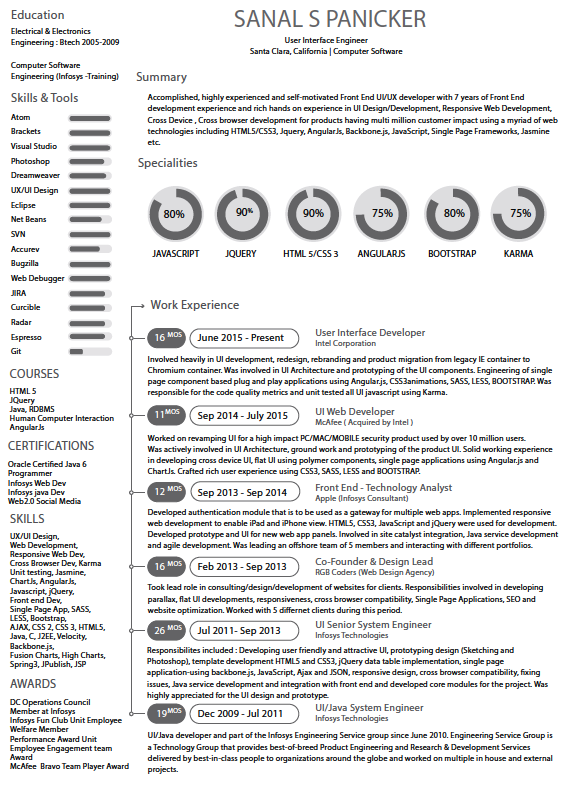 SANAL S PANICKER
User Interface Engineer
Santa Clara, California | Computer Software
Education
Electrical & Electronics
Engineering : Btech 2005-2009
Computer Software
Engineering (Infosys -Training)
Skills & Tools
Atom
Brackets
Visual Studio
Photoshop
Dreamweaver
UX/UI Design
Eclipse
Net Beans
SVN
Accurev
Bugzilla
Web Debugger
JIRA
Curcible
Radar
Espresso
Git
COURSES
HTML 5
JQuery
Java, RDBMS
Human Computer Interaction
AngularJs
CERTIFICATIONS
Oracle Certified Java 6
Programmer
Infosys Web Dev
Infosys java Dev
Web2.0 Social Media
SKILLS
UX/UI Design,
Web Development,
Responsive Web Dev,
Cross Browser Dev, Karma
Unit testing, Jasmine,
ChartJs, AngularJs,
Javascript, jQuery,
Front end Dev,
Single Page App, SASS,
LESS, Bootstrap,
AJAX, CSS 2, CSS 3, HTML5,
Java, C, J2EE, Velocity,
Backbone.js,
Fusion Charts, High Charts,
Spring3, JPublish, JSP
AWARDS
DC Operations Council
Member at Infosys
Infosys Fun Club Unit Employee
Welfare Member
Performance Award Unit
Employee Engagement team
Award
McAfee Bravo Team Player Award
Summary
Accomplished, highly experienced and self-motivated Front End UI/UX developer with 7 years of Front End
development experience and rich hands on experience in UI Design/Development, Responsive Web Development,
Cross Device , Cross browser development for products having multi million customer impact using a myriad of web
technologies including HTML5/CSS3, Jquery, AngularJs, Backbone.js, JavaScript, Single Page Frameworks, Jasmine
etc.
Specialities
80% 90% 90% 75% 80% 75%
JAVASCRIPT JQUERY HTML 5/CSS 3 ANGULARJS BOOTSTRAP KARMA
Work Experience
16 MOS June 2015 - Present User Interface Developer
Intel Corporation
Involved heavily in UI development, redesign, rebranding and product migration from legacy IE container to
Chromium container. Was involved in UI Architecture and prototyping of the UI components. Engineering of single
page component based plug and play applications using Angular.js, CSS3animations, SASS, LESS, BOOTSTRAP. Was
responsible for the code quality metrics and unit tested all UI javascript using Karma.
11 MOS Sep 2014 - July 2015 UI Web Developer
McAfee ( Acquired by Intel )
Worked on revamping UI for a high impact PC/MAC/MOBILE security product used by over 10 million users.
Was actively involved in UI Architecture, ground work and prototyping of the product UI. Solid working experience
in developing cross device UI, flat UI using polymer components, single page applications using Angular.js and
ChartJs. Crafted rich user experience using CSS3, SASS, LESS and BOOTSTRAP.
12 MOS Sep 2013 - Sep 2014 Front End - Technology Analyst
Apple (Infosys Consultant)
Developed authentication module that is to be used as a gateway for multiple web apps. Implemented responsive
web development to enable iPad and iPhone view. HTML5, CSS3, JavaScript and jQuery were used for development.
Developed prototype and UI for new web app panels. Involved in site catalyst integration, Java service development
and agile development. Was leading an offshore team of 5 members and interacting with different portfolios.
16 MOS Feb 2013 - Sep 2013 Co-Founder & Design Lead
RGB Coders (Web Design Agency)
Took lead role in consulting/design/development of websites for clients. Responsibilities involved in developing
parallax, flat UI developments, responsiveness, cross browser compatibility, Single Page Applications, SEO and
website optimization. Worked with 5 differnet clients during this period.
26 MOS Jul 2011- Sep 2013 UI Senior System Engineer
Infosys Technologies
Responsibilites included : Developing user friendly and attractive UI, prototyping design (Sketching and
Photoshop), template development HTML5 and CSS3, jQuery data table implementation, single page
application-using backbone.js, JavaScript, Ajax and JSON, responsive design, cross browser compatibility, fixing
issues, Java service development and integration with front end and developed core modules for the project. Was
highly appreciated for the UI design and prototype.
19 MOS Dec 2009 - Jul 2011 UI/Java System Engineer
Infosys Technologies
UI/Java developer and part of the Infosys Engineering Service group since June 2010. Engineering Service Group is
a Technology Group that provides best-of-breed Product Engineering and Research & Development Services
delivered by best-in-class people to organizations around the globe and worked on multiple in house and external
projects.